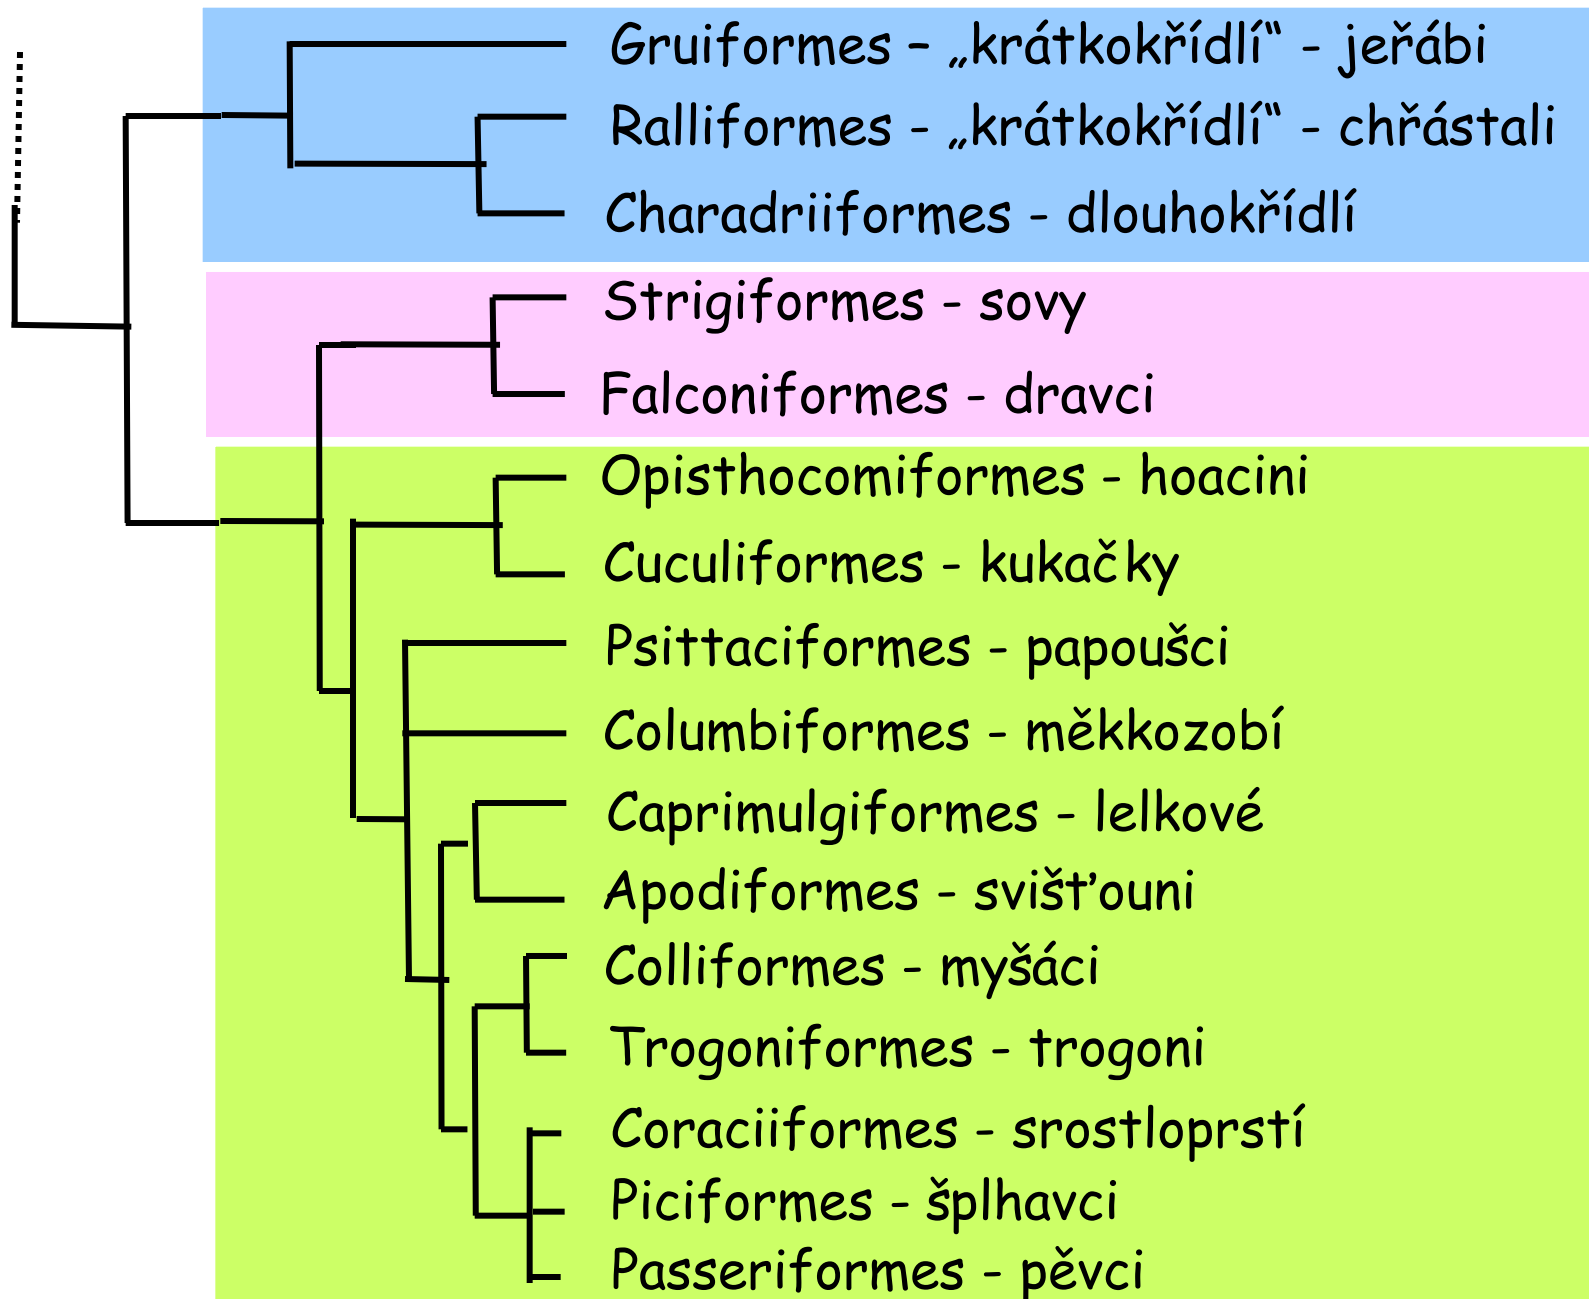 Gruiformes – „krátkokřídlí“ - jeřábi
Ralliformes - „krátkokřídlí“ - chřástali
Charadriiformes - dlouhokřídlí
Strigiformes - sovy
Falconiformes - dravci
Opisthocomiformes - hoacini
Cuculiformes - kukačky
Psittaciformes - papoušci
Columbiformes - měkkozobí
Caprimulgiformes - lelkové
Apodiformes - svišťouni
Colliformes - myšáci
Trogoniformes - trogoni
Coraciiformes - srostloprstí
Piciformes - šplhavci
Passeriformes - pěvci